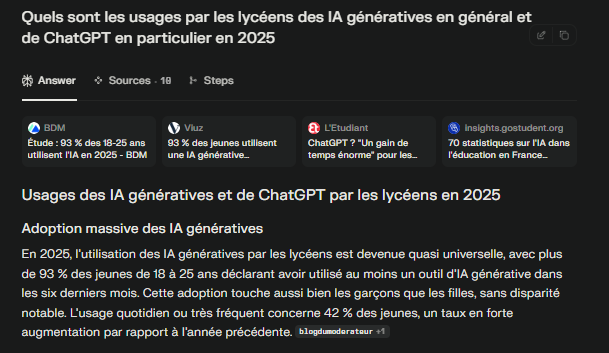 Quels sont les usages par les lycéens des IA génératives en général et
de ChatGPT en particulier en 2025
Answer
Sources · 10
Steps
BDM
Étude : 93 % des 18-25 ans
utilisent l'IA en 2025 - BDM
Viuz
93 % des jeunes utilisent
une IA générative...
L'Etudiant
ChatGPT ? "Un gain de
temps énorme" pour les...
insights.gostudent.org
70 statistiques sur l'IA dans
l'éducation en France...
Usages des IA génératives et de ChatGPT par les lycéens en 2025
Adoption massive des IA génératives
En 2025, l'utilisation des IA génératives par les lycéens est devenue quasi universelle, avec plus
de 93 % des jeunes de 18 à 25 ans déclarant avoir utilisé au moins un outil d'IA générative dans
les six derniers mois. Cette adoption touche aussi bien les garçons que les filles, sans disparité
notable. L'usage quotidien ou très fréquent concerne 42 % des jeunes, un taux en forte
augmentation par rapport à l'année précédente. blogdumoderateur +1